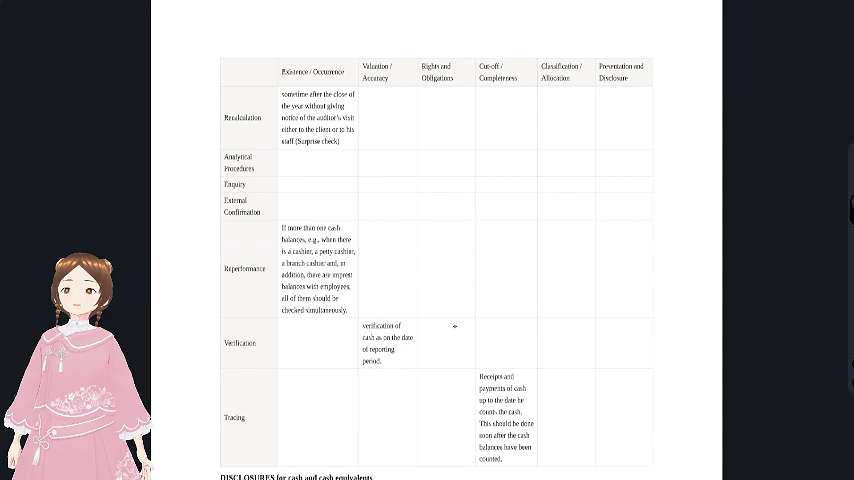 Existence / Occurrence
Valuation /
Accuracy
Rights and
Obligations
Cut-off /
Completeness
Classification /
Allocation
Presentation and
Disclosure
Recalculation
sometime after the close of
the year without giving
notice of the auditor's visit
either to the client or to his
staff (Surprise check)
Analytical
Procedures
Enquiry
External
Confirmation
Reperformance
If more than one cash
balances, e.g., when there
is a cashier, a petty cashier,
a branch cashier and, in
addition, there are imprest
balances with employees,
all of them should be
checked simultaneously.
Verification
verification of
cash as on the date
of reporting
period.
Tracing
Receipts and
payments of cash
up to the date he
counts the cash.
This should be done
soon after the cash
balances have been
counted.
DISCLOSURES for cash and cash equivalents